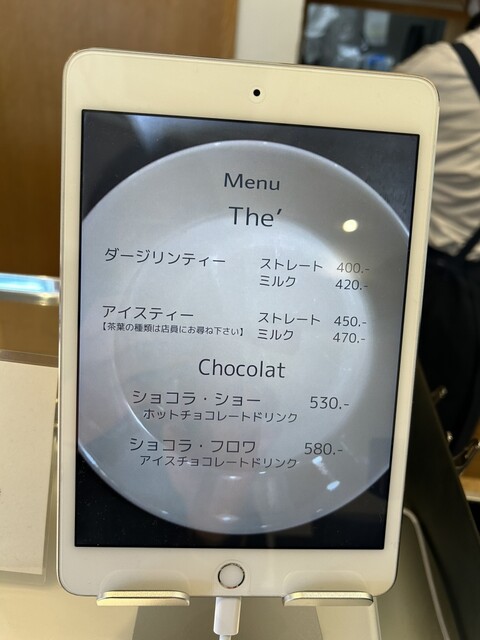 Menu
The′
ダージリンティー ストレート 400.-
ミルク 420.-
アイスティー ストレート 450.-
【茶葉の種類は店員にお尋ね下さい】 ミルク 470.-
Chocolat
ショコラ・ショー 530.-
ホットチョコレートドリンク
ショコラ・フロワ 580.-
アイスチョコレートドリンク